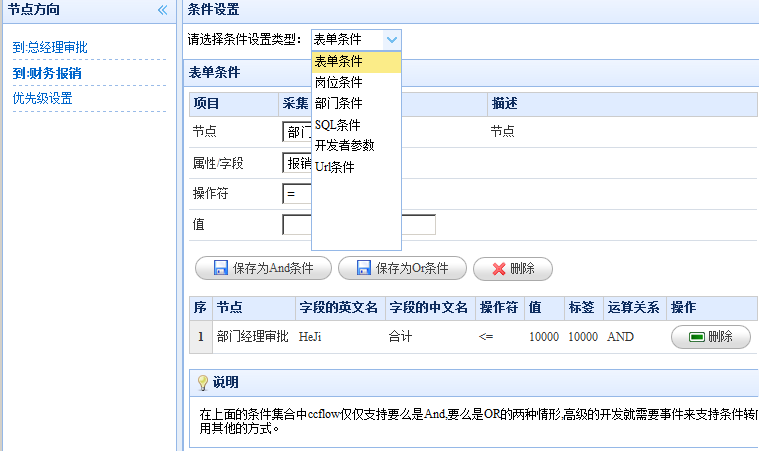 节点方向
到:总经理审批
到:财务报销
优先级设置
条件设置
请选择条件设置类型: 表单条件
表单条件
岗位条件
部门条件
SQL条件
开发者参数
Url条件
表单条件
项目 采集 描述
节点 部门 节点
属性/字段 报销
操作符 =
值
保存为And条件 保存为Or条件 删除
序 节点 字段的英文名 字段的中文名 操作符 值 标签 运算关系 操作
1 部门经理审批 HeJi 合计 <= 10000 10000 AND 删除
说明
在上面的条件集合中ccflow仅仅支持要么是And,要么是OR的两种情形,高级的开发就需要事件来支持条件转向
用其他的方式。